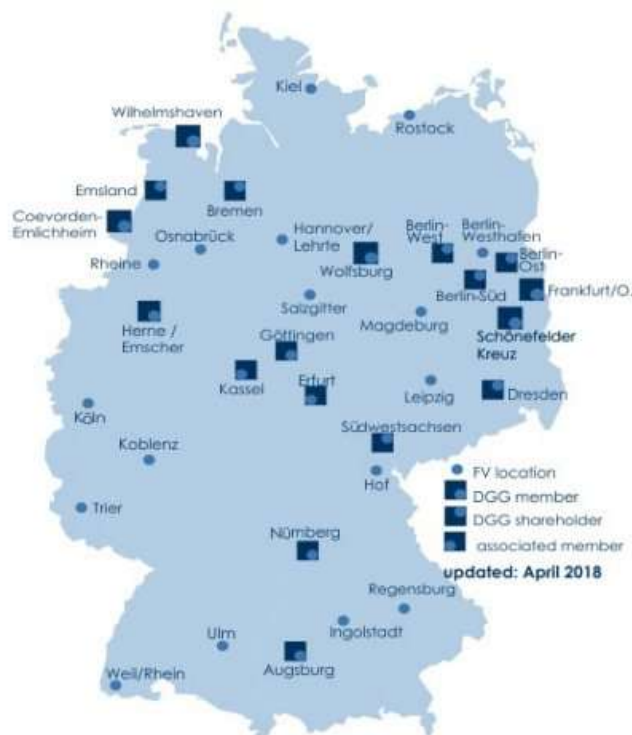 Kiel
Wilhelmshaven
Rostock
Emsland
Bremen
Coevorden-
Emlichheim
Osnabrück
Hannover/
Lehrte
Berlin-
West
Berlin-
Westhafen
Berlin-
Ost
Rheine
Wolfsburg
Berlin-Süd
Frankfurt/O.
Salzgitter
Magdeburg
Herne /
Emscher
Göttingen
Schönefelder
Kreuz
Kassel
Erfurt
Leipzig
Dresden
Köln
Südwestsachsen
Koblenz
Hof
Trier
Nürnberg
FV location
DGG member
DGG shareholder
associated member
updated: April 2018
Regensburg
Ingolstadt
Ulm
Augsburg
Weil/Rhein